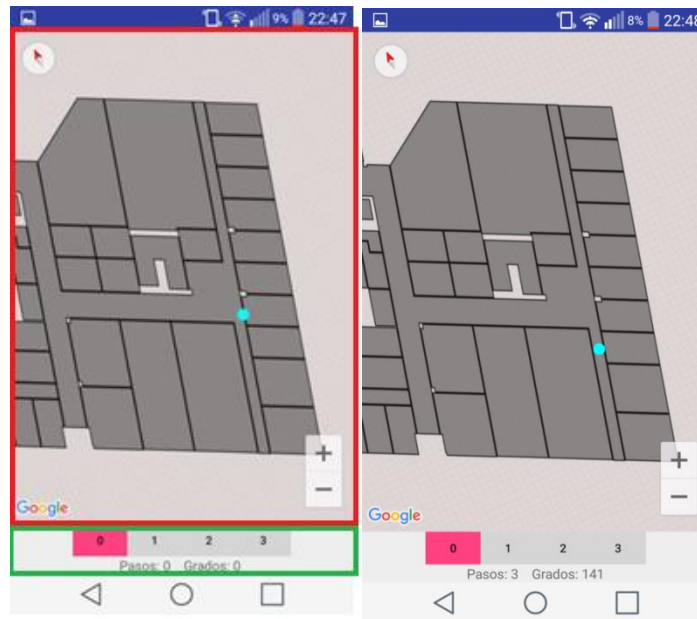 9% 22:47
Google
0 1 2 3
Pasos: 0 Grados: 0
8% 22:48
Google
0 1 2 3
Pasos: 3 Grados: 141